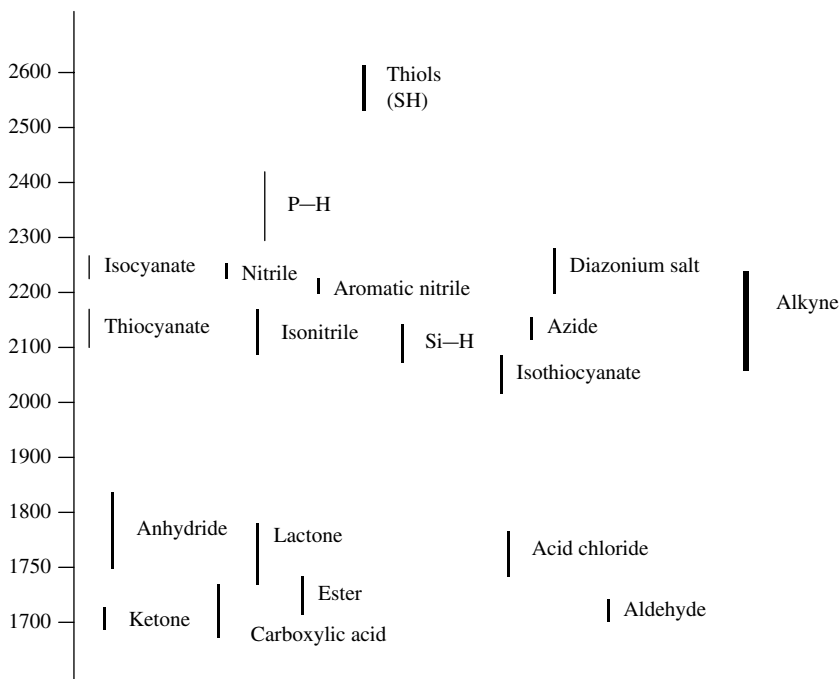 2600
Thiols
(SH)
2500
2400
P—H
2300
Isocyanate
Nitrile
Diazonium salt
Aromatic nitrile
2200
Alkyne
Thiocyanate
Isonitrile
Si—H
Azide
2100
Isothiocyanate
2000
1900
1800
Anhydride
Lactone
Acid chloride
1750
Ester
Aldehyde
1700
Ketone
Carboxylic acid